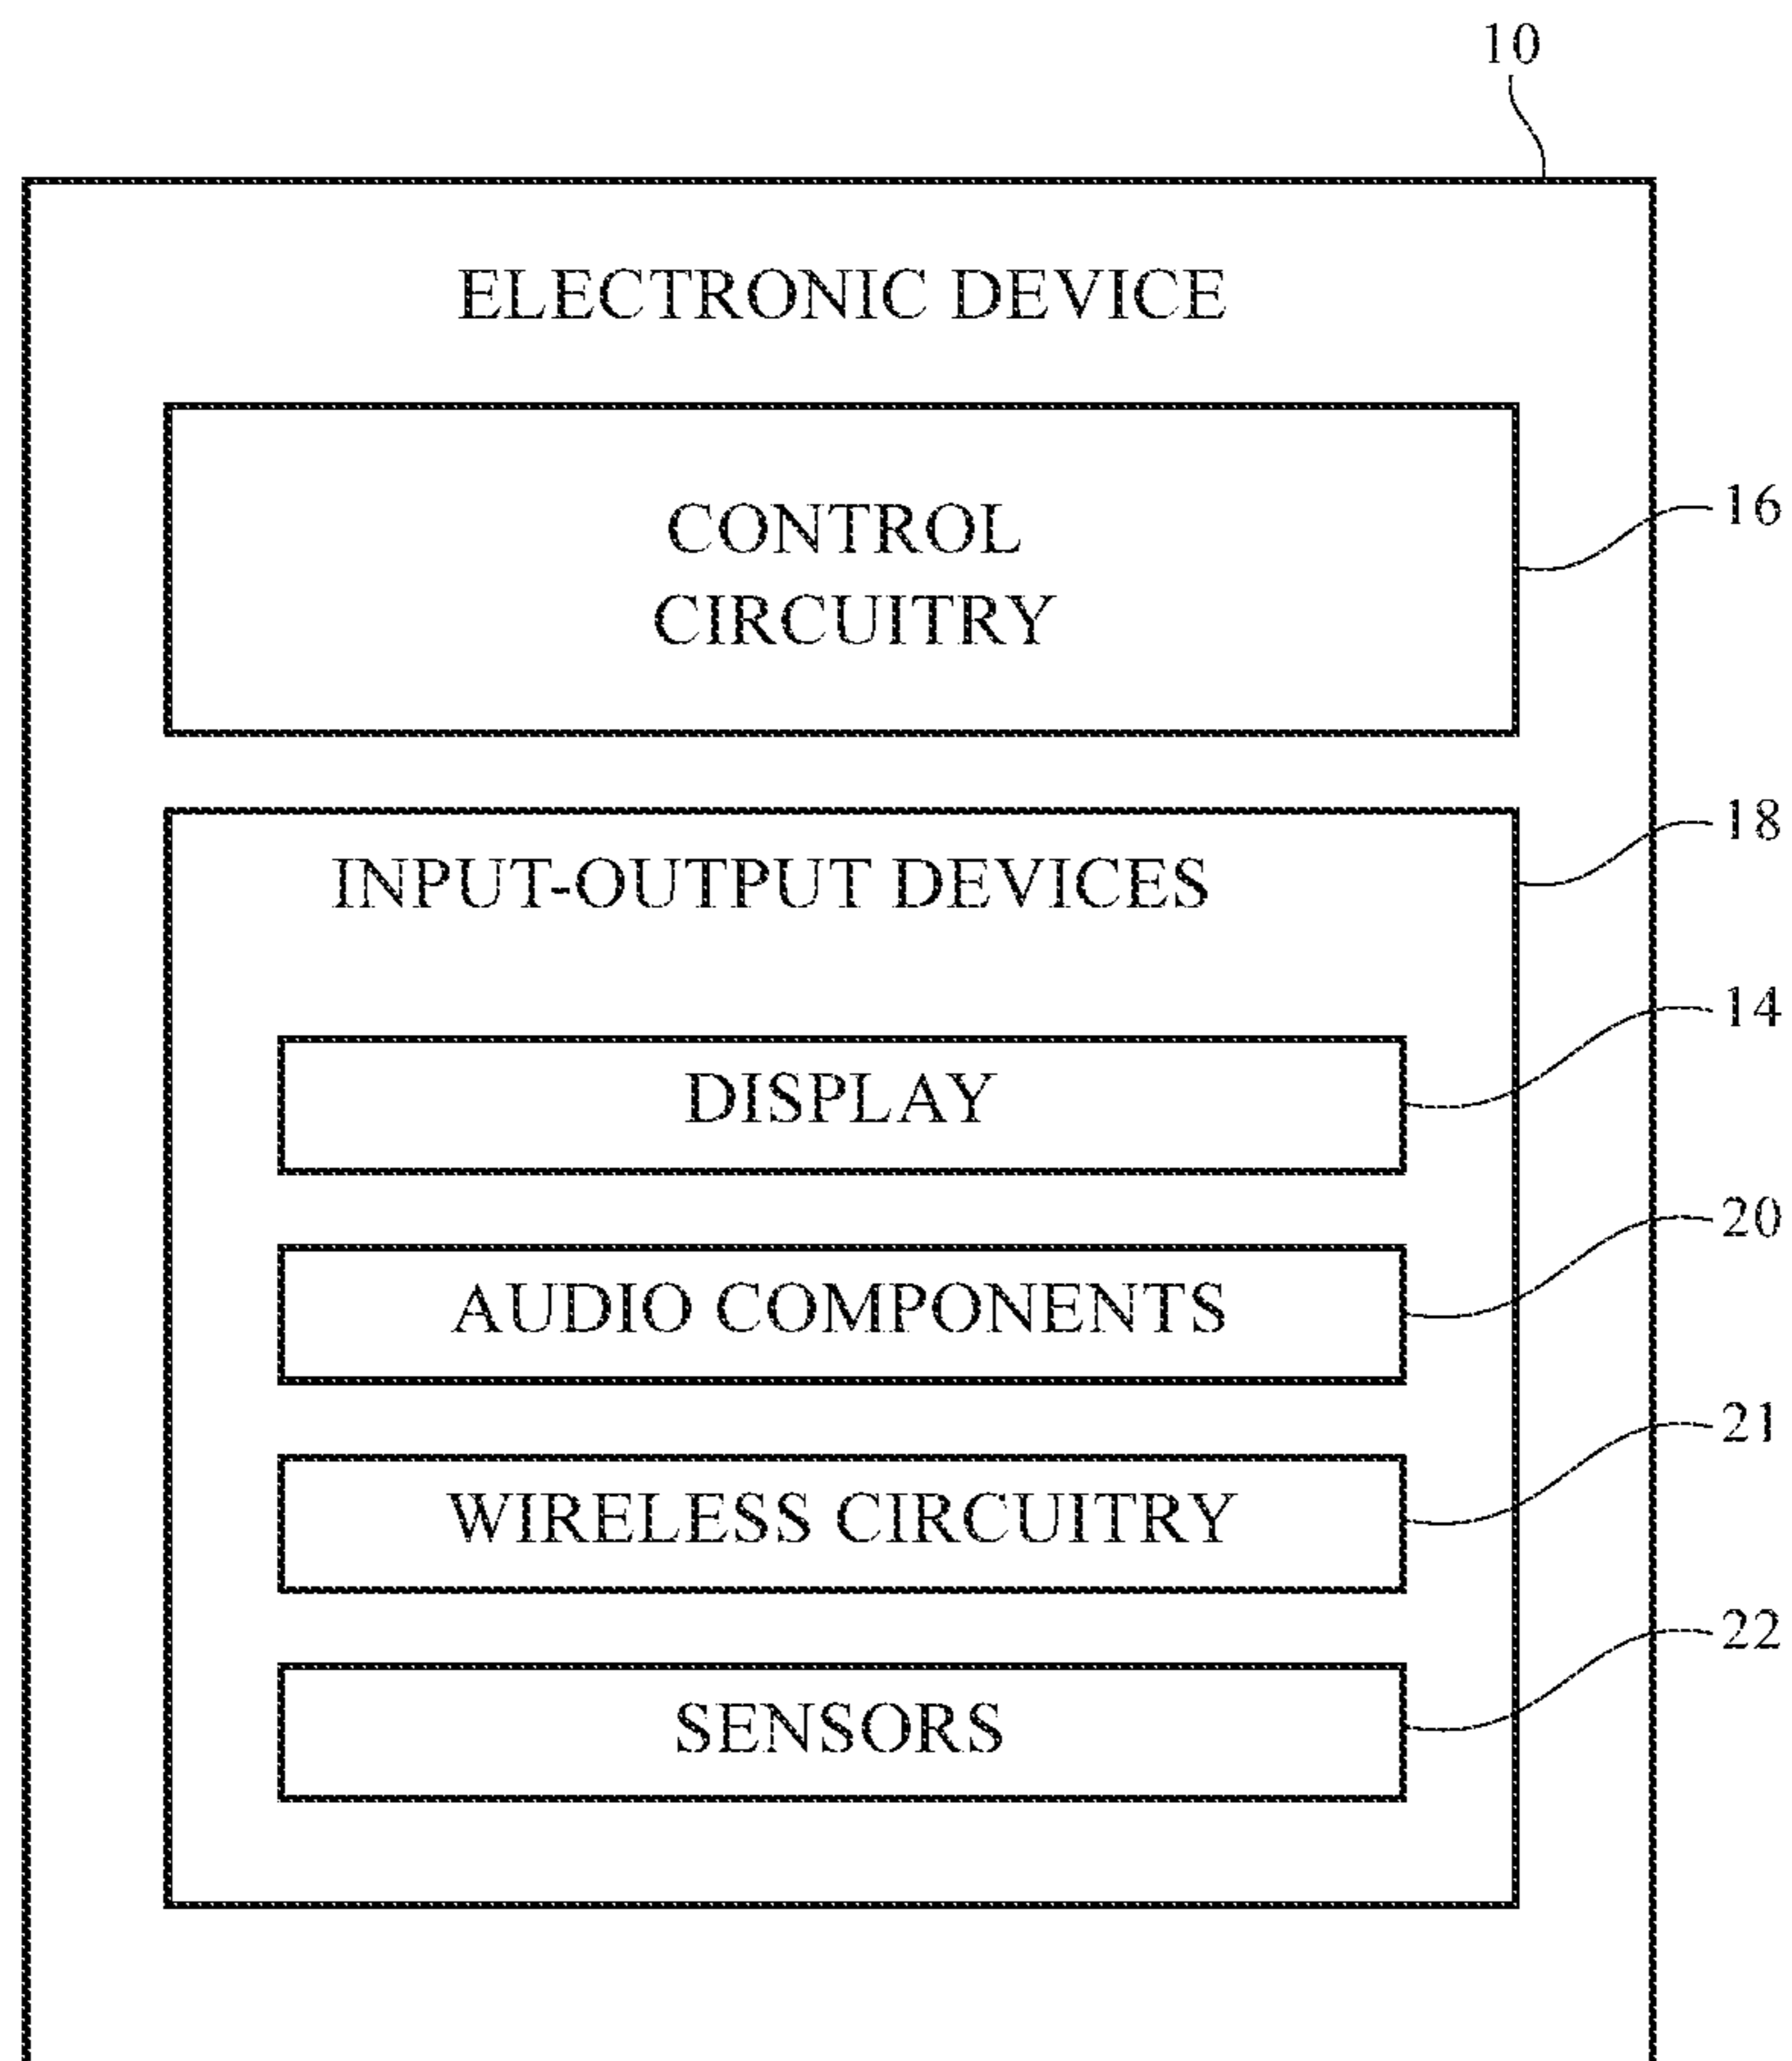 10
ELECTRONIC DEVICE
CONTROL
CIRCUITRY
16
INPUT-OUTPUT DEVICES
18
DISPLAY
14
AUDIO COMPONENTS
20
WIRELESS CIRCUITRY
21
SENSORS
22